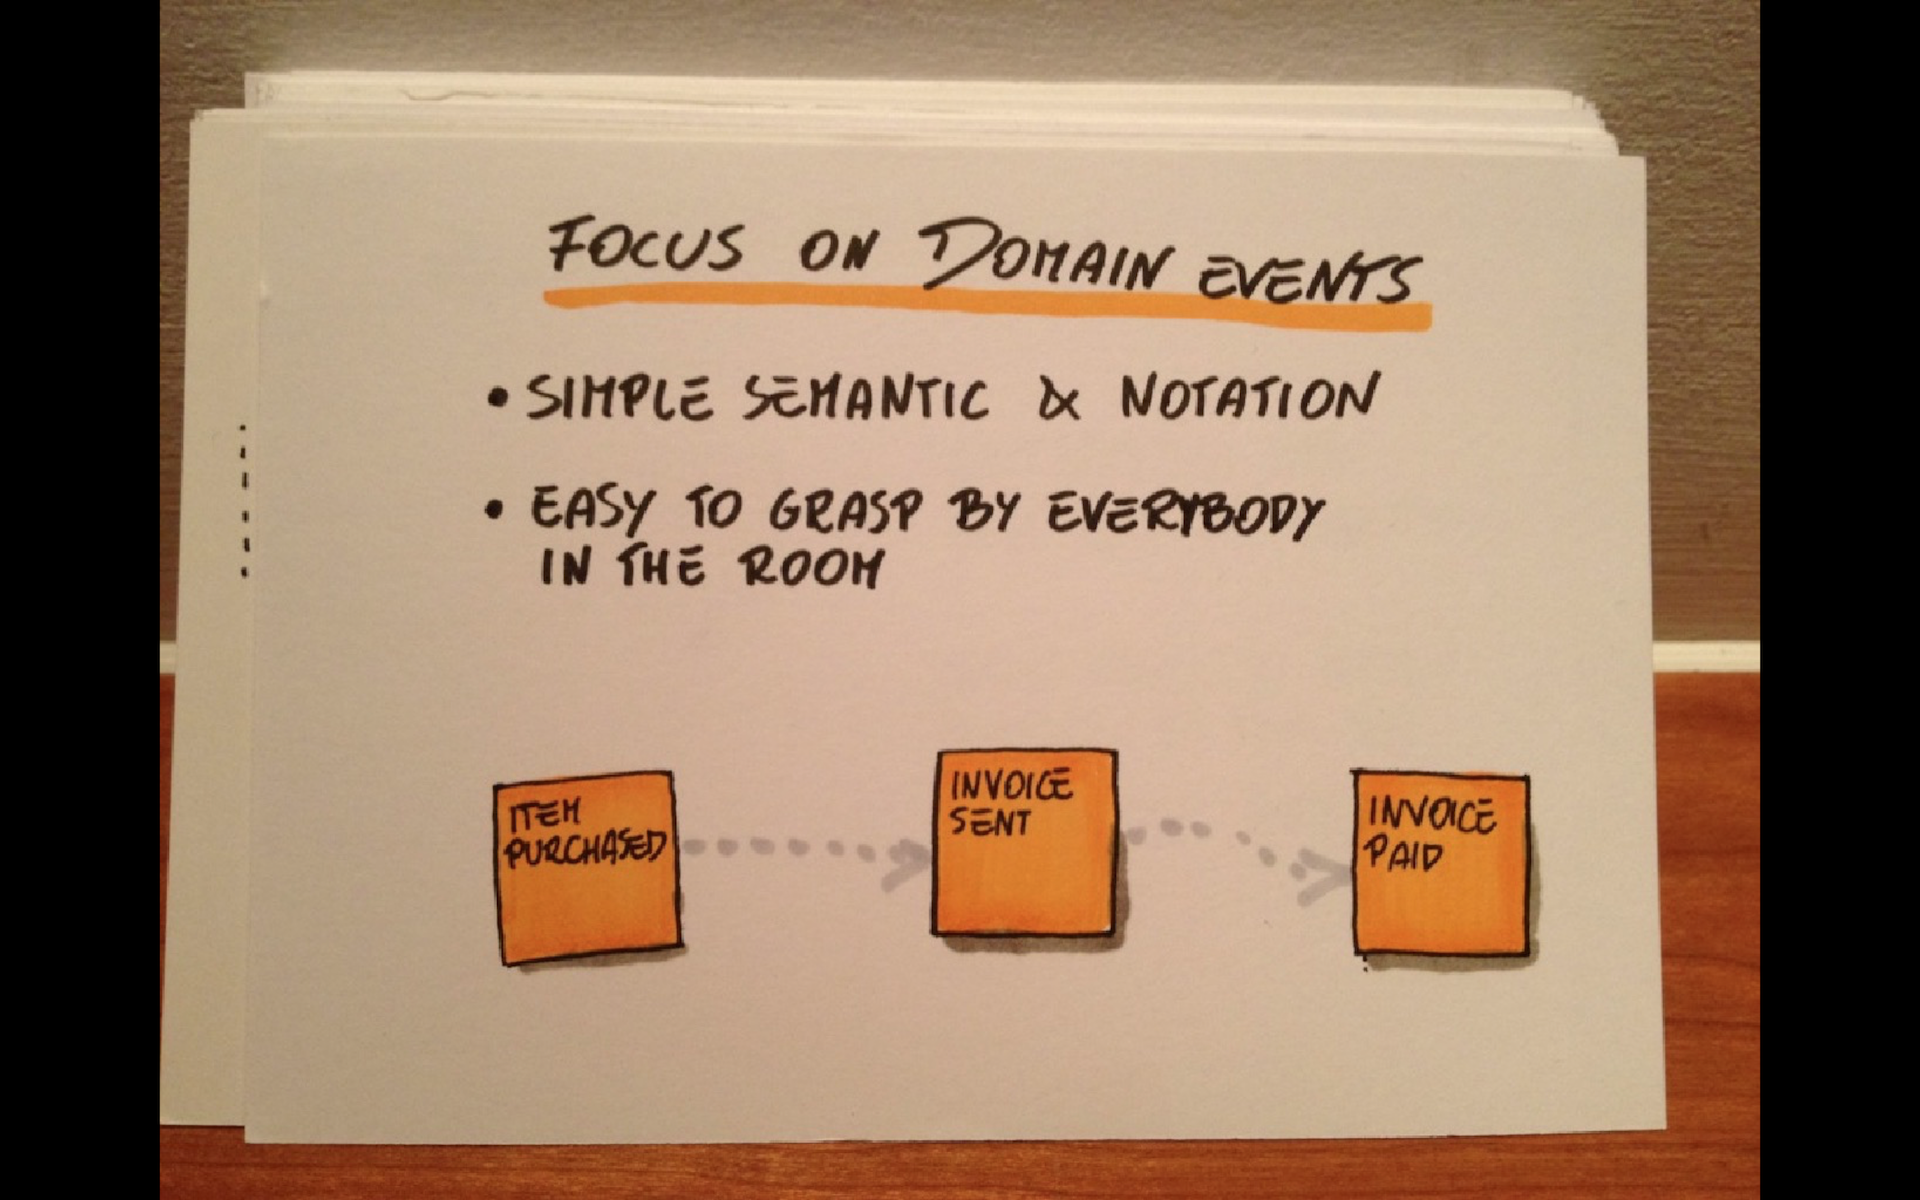 FOCUS ON DOMAIN EVENTS
• SIMPLE SEMANTIC & NOTATION
• EASY TO GRASP BY EVERYBODY
IN THE ROOM
ITEM
PURCHASED
INVOICE
SENT
INVOICE
PAID